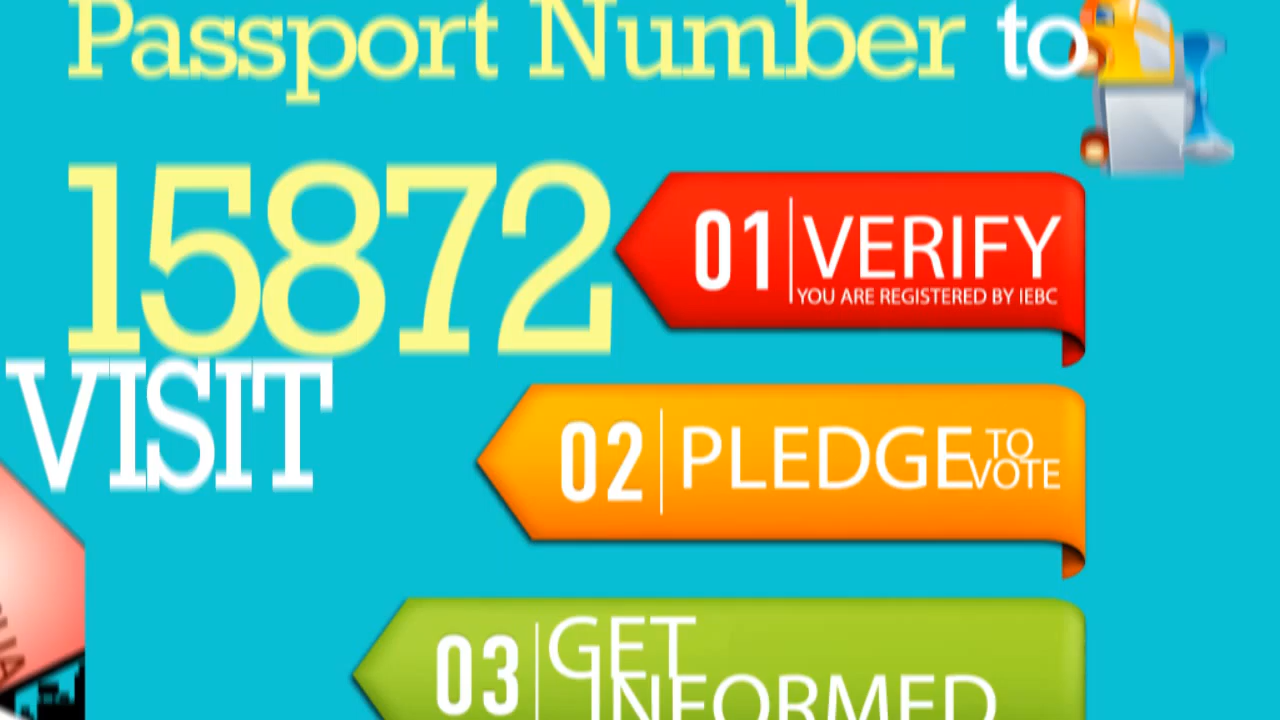 Passport Number to
15872
VISIT
01 VERIFY
YOU ARE REGISTERED BY IEBC
02 PLEDGE TO
VOTE
03 GET
INFORMED